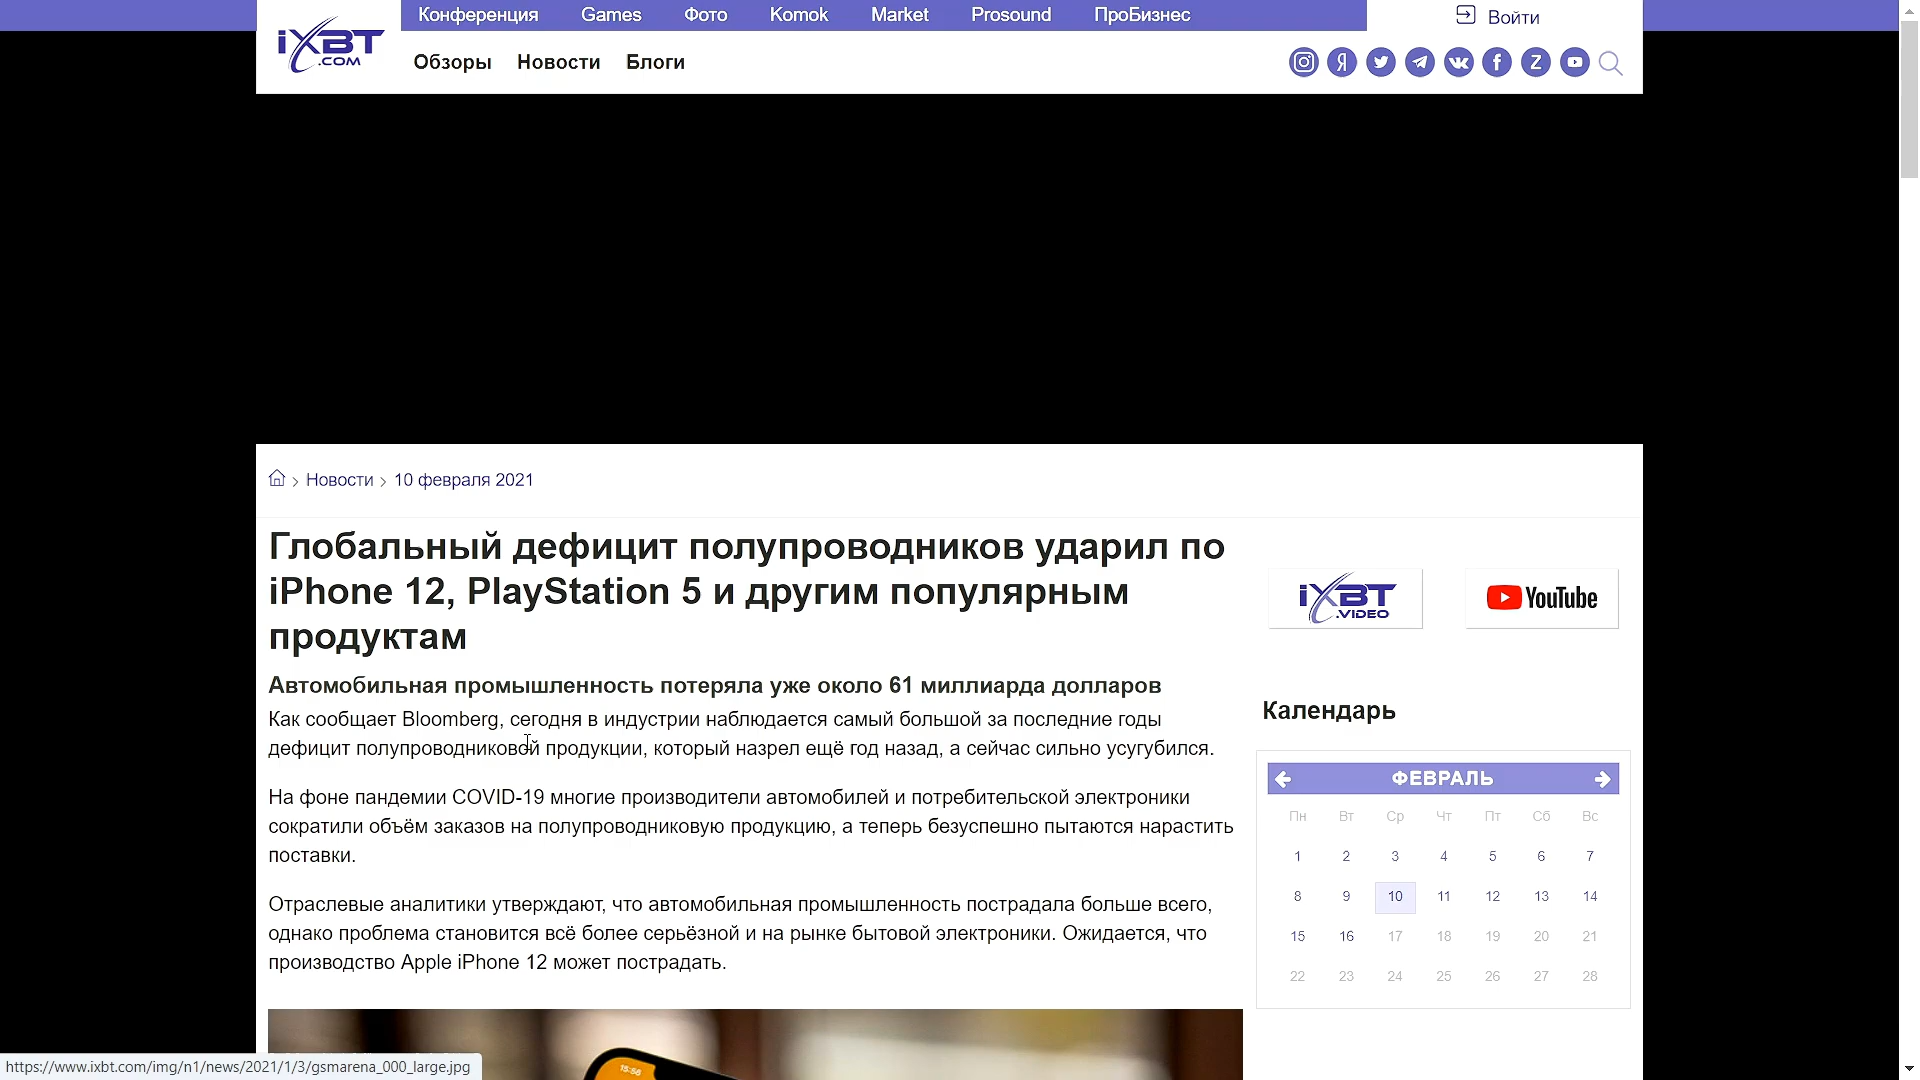 Конференция Games Фото Komok Market Prosound ПроБизнес Войти
iXBT
.COM
Обзоры Новости Блоги
Новости 10 февраля 2021
Глобальный дефицит полупроводников ударил по
iPhone 12, PlayStation 5 и другим популярным
продуктам
Автомобильная промышленность потеряла уже около 61 миллиарда долларов
Как сообщает Bloomberg, сегодня в индустрии наблюдается самый большой за последние годы
дефицит полупроводниковой продукции, который назрел ещё год назад, а сейчас сильно усугубился.
На фоне пандемии COVID-19 многие производители автомобилей и потребительской электроники
сократили объём заказов на полупроводниковую продукцию, а теперь безуспешно пытаются нарастить
поставки.
Отраслевые аналитики утверждают, что автомобильная промышленность пострадала больше всего,
однако проблема становится всё более серьёзной и на рынке бытовой электроники. Ожидается, что
производство Apple iPhone 12 может пострадать.
15:56
iXBT
.VIDEO
YouTube
Календарь
ФЕВРАЛЬ
Пн Вт Ср Чт Пт Сб Вс
1 2 3 4 5 6 7
8 9 10 11 12 13 14
15 16 17 18 19 20 21
22 23 24 25 26 27 28
https://www.ixbt.com/img/n1/news/2021/1/3/gsmarena_000_large.jpg